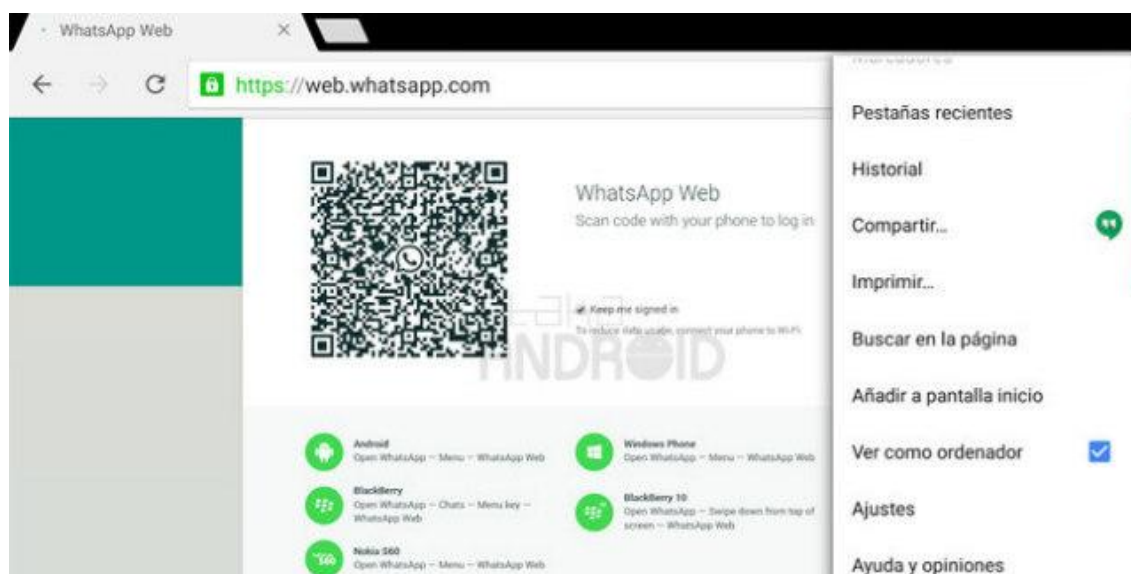 WhatsApp Web
https://web.whatsapp.com
WhatsApp Web
Scan code with your phone to log in
Keep me signed in
To reduce data usage, connect your phone to Wi-Fi
ANDROID
Android
Open WhatsApp – Menu – WhatsApp Web
Windows Phone
Open WhatsApp – Menu – WhatsApp Web
BlackBerry
Open WhatsApp – Chats – Menu key –
WhatsApp Web
BlackBerry 10
Open WhatsApp – Swipe down from top of
screen – WhatsApp Web
Nokia S60
Open WhatsApp – Menu – WhatsApp Web
Marcadores
Pestañas recientes
Historial
Compartir...
Imprimir...
Buscar en la página
Añadir a pantalla inicio
Ver como ordenador
Ajustes
Ayuda y opiniones